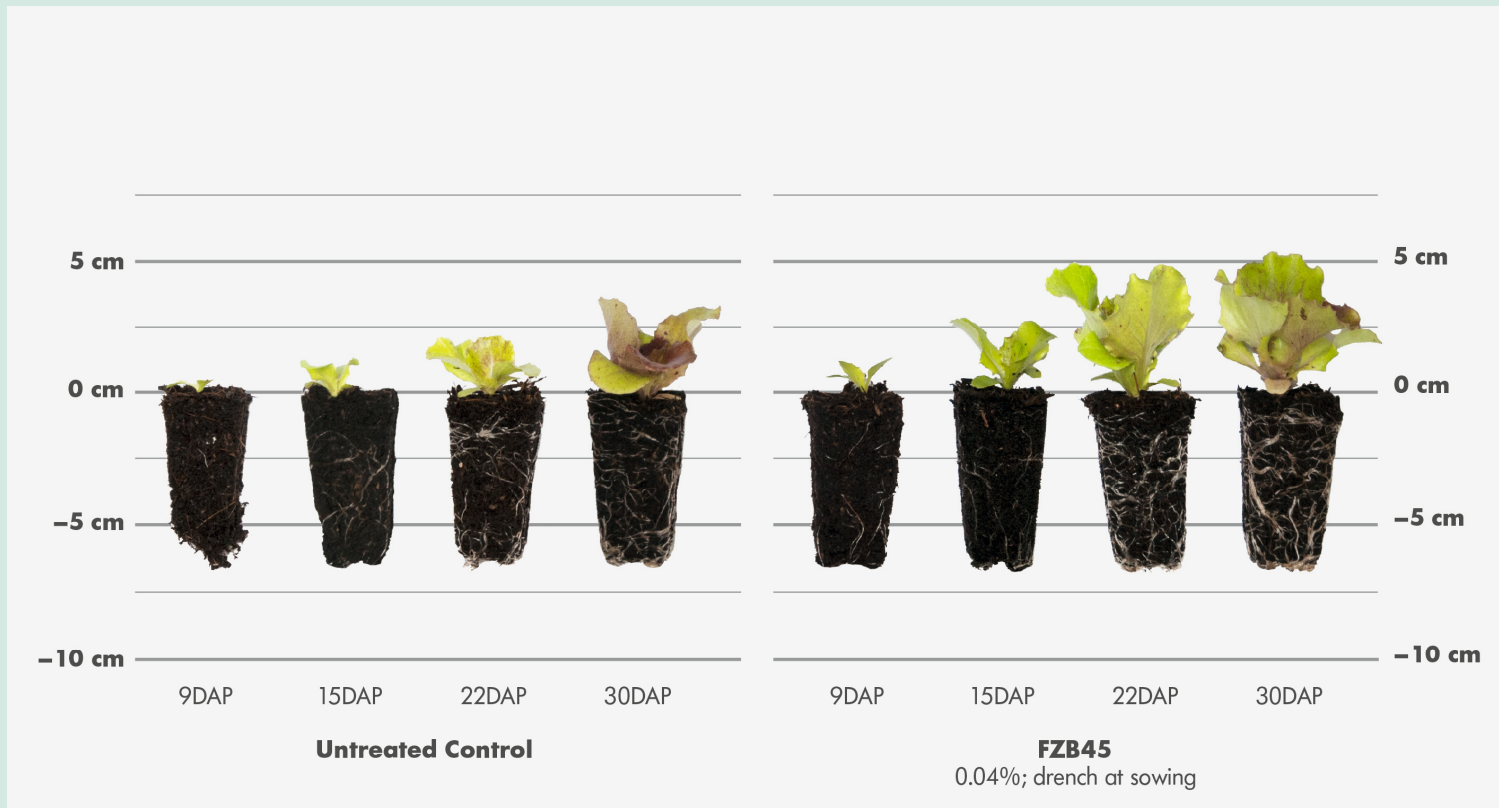 5 cm
0 cm
–5 cm
–10 cm
5 cm
0 cm
–5 cm
–10 cm
9DAP
15DAP
22DAP
30DAP
9DAP
15DAP
22DAP
30DAP
Untreated Control
FZB45
0.04%; drench at sowing